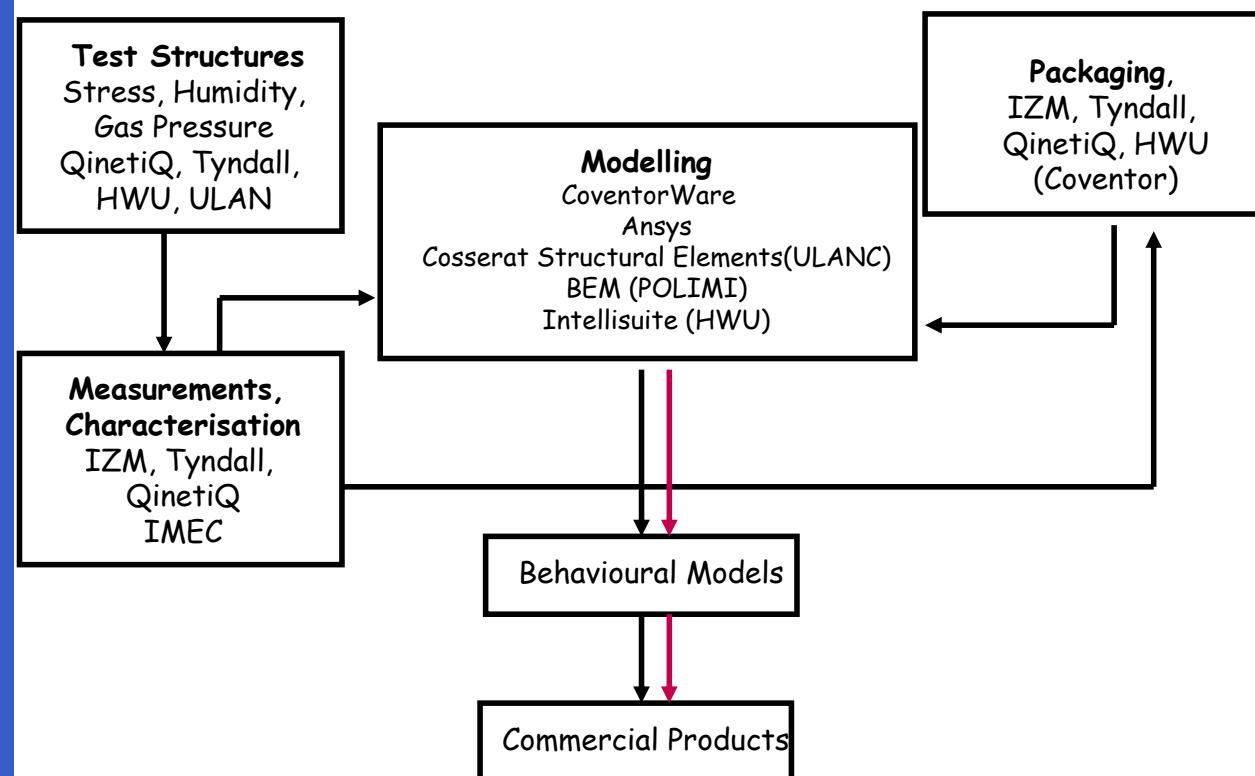 Test Structures
Stress, Humidity,
Gas Pressure
QinetiQ, Tyndall,
HWU, ULAN
Packaging,
IZM, Tyndall,
QinetiQ, HWU
(Coventor)
Modelling
CoventorWare
Ansys
Cosserat Structural Elements(ULANC)
BEM (POLIMI)
Intellisuite (HWU)
Measurements,
Characterisation
IZM, Tyndall,
QinetiQ
IMEC
Behavioural Models
Commercial Products